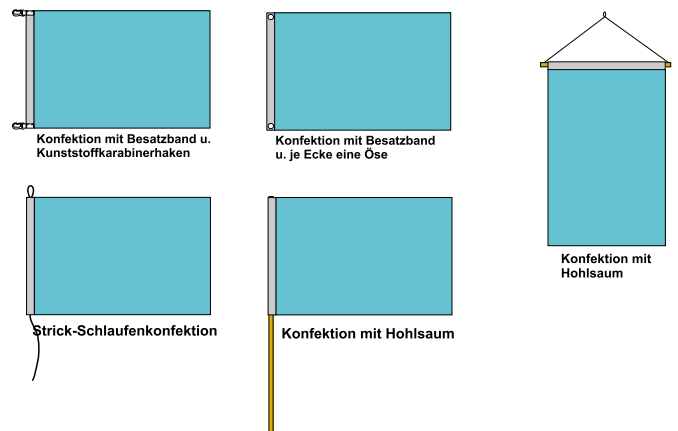 Konfektion mit Besatzband u.
Kunststoffkarabinerhaken
Konfektion mit Besatzband
u. je Ecke eine Öse
Konfektion mit
Hohlsaum
Strick-Schlaufenkonfektion
Konfektion mit Hohlsaum